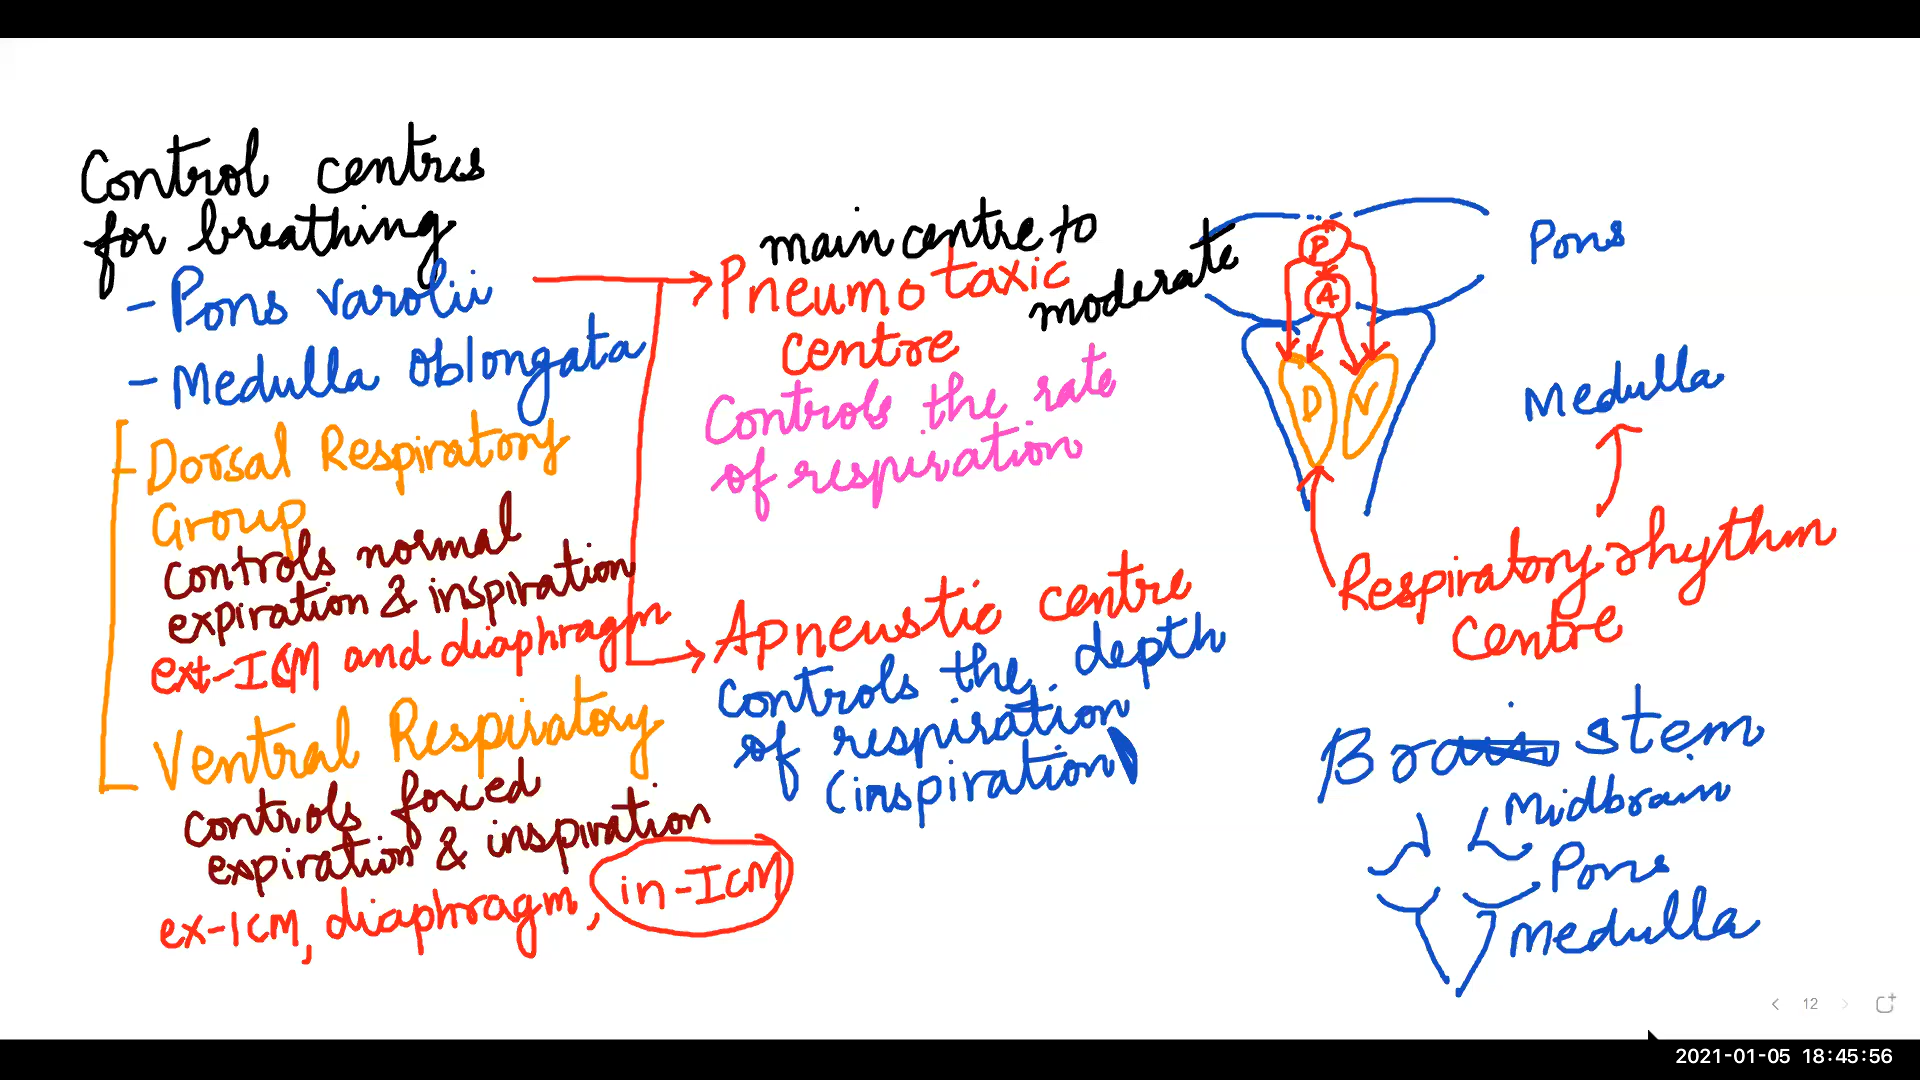 Control centres
for breathing
- Pons varolii
- Medulla oblongata
Dorsal Respiratory
Group
controls normal
expiration & inspiration
ext-ICM and diaphragm
Ventral Respiratory
controls forced
expiration & inspiration
ex-ICM, diaphragm, in-ICM
main centre to
moderate
Pneumotaxic
centre
Controls the rate
of respiration
Apneustic centre
controls the depth
of respiration
(inspiration)
P
A
D
V
Pons
Medulla
Respiratory rhythm
Centre
Brain stem
Midbrain
Pons
Medulla
12
2021-01-05 18:45:56